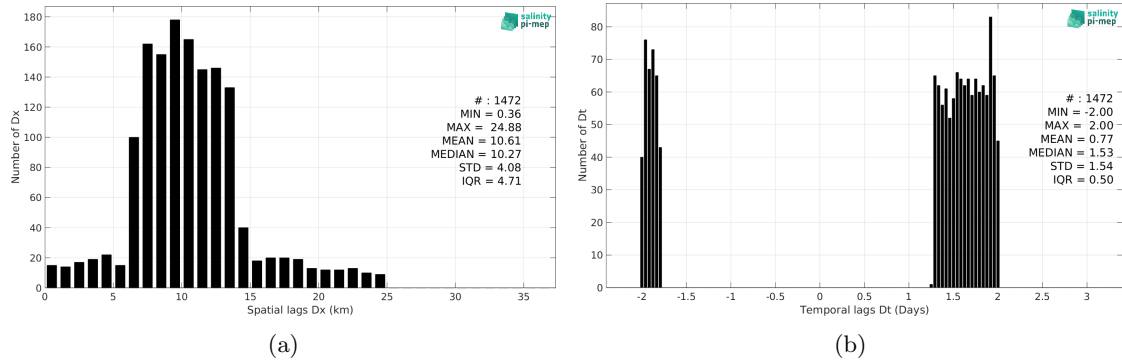 180
160
140
120
100
80
60
40
20
0
Number of Dx
0
5
10
15
20
25
30
35
Spatial lags Dx (km)
salinity
pi-mep
# : 1472
MIN = 0.36
MAX = 24.88
MEAN = 10.61
MEDIAN = 10.27
STD = 4.08
IQR = 4.71
(a)
80
70
60
50
40
30
20
10
0
Number of Dt
-2
-1.5
-1
-0.5
0
0.5
1
1.5
2
2.5
3
Temporal lags Dt (Days)
salinity
pi-mep
# : 1472
MIN = -2.00
MAX = 2.00
MEAN = 0.77
MEDIAN = 1.53
STD = 1.54
IQR = 0.50
(b)